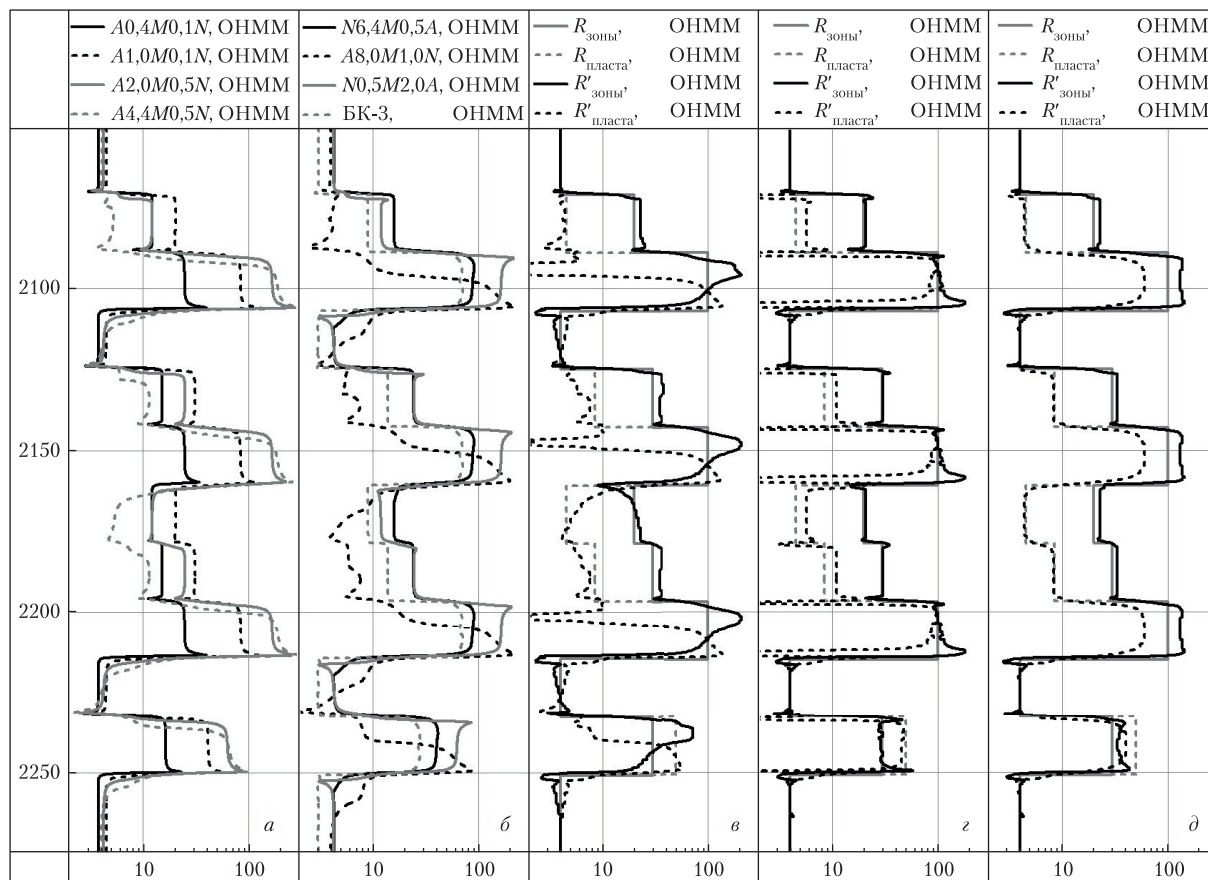 A0,4M0,1N, ОНММ
A1,0M0,1N, ОНММ
A2,0M0,5N, ОНММ
A4,4M0,5N, ОНММ
N6,4M0,5A, ОНММ
A8,0M1,0N, ОНММ
N0,5M2,0A, ОНММ
БК-3, ОНММ
Rзоны, ОНММ
Rпласта, ОНММ
R'зоны, ОНММ
R'пласта, ОНММ
Rзоны, ОНММ
Rпласта, ОНММ
R'зоны, ОНММ
R'пласта, ОНММ
Rзоны, ОНММ
Rпласта, ОНММ
R'зоны, ОНММ
R'пласта, ОНММ
2100
2150
2200
2250
а б в г д
10 100 10 100 10 100 10 100 10 100